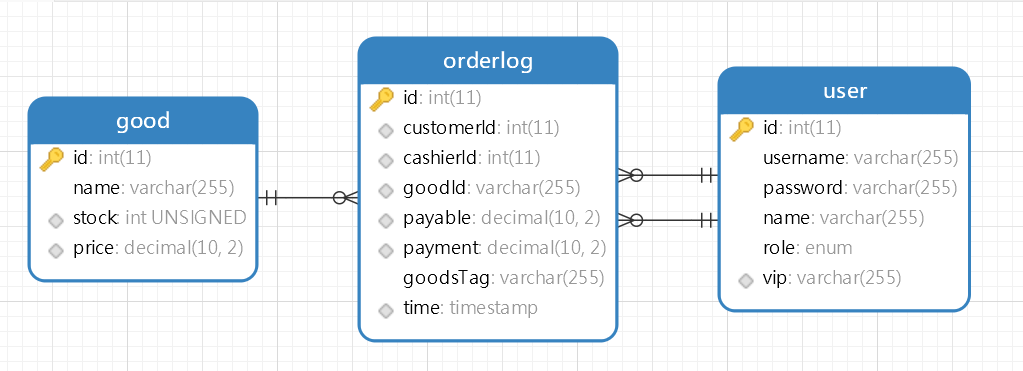 good
id: int(11)
name: varchar(255)
stock: int UNSIGNED
price: decimal(10, 2)
orderlog
id: int(11)
customerId: int(11)
cashierId: int(11)
goodId: varchar(255)
payable: decimal(10, 2)
payment: decimal(10, 2)
goodsTag: varchar(255)
time: timestamp
user
id: int(11)
username: varchar(255)
password: varchar(255)
name: varchar(255)
role: enum
vip: varchar(255)